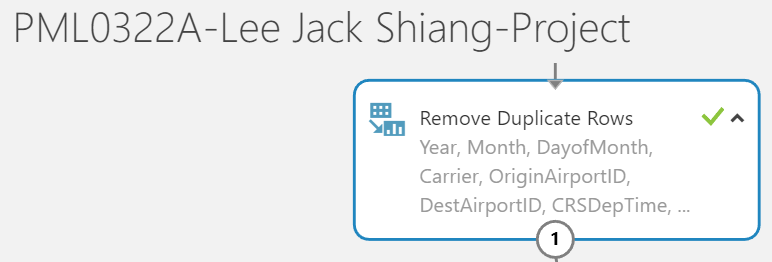 PML0322A-Lee Jack Shiang-Project
Remove Duplicate Rows
Year, Month, DayofMonth,
Carrier, OriginAirportID,
DestAirportID, CRSDepTime, ...
1